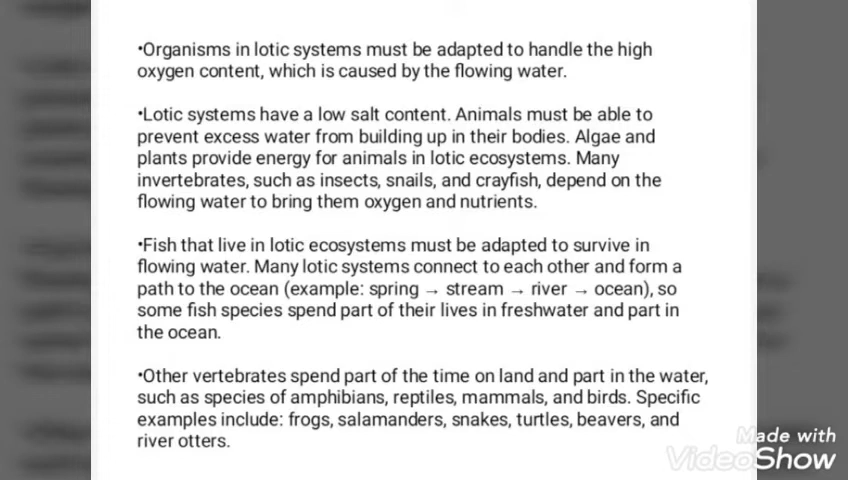 •Organisms in lotic systems must be adapted to handle the high
oxygen content, which is caused by the flowing water.
•Lotic systems have a low salt content. Animals must be able to
prevent excess water from building up in their bodies. Algae and
plants provide energy for animals in lotic ecosystems. Many
invertebrates, such as insects, snails, and crayfish, depend on the
flowing water to bring them oxygen and nutrients.
•Fish that live in lotic ecosystems must be adapted to survive in
flowing water. Many lotic systems connect to each other and form a
path to the ocean (example: spring → stream → river → ocean), so
some fish species spend part of their lives in freshwater and part in
the ocean.
•Other vertebrates spend part of the time on land and part in the water,
such as species of amphibians, reptiles, mammals, and birds. Specific
examples include: frogs, salamanders, snakes, turtles, beavers, and
river otters.
Made with
VideoShow